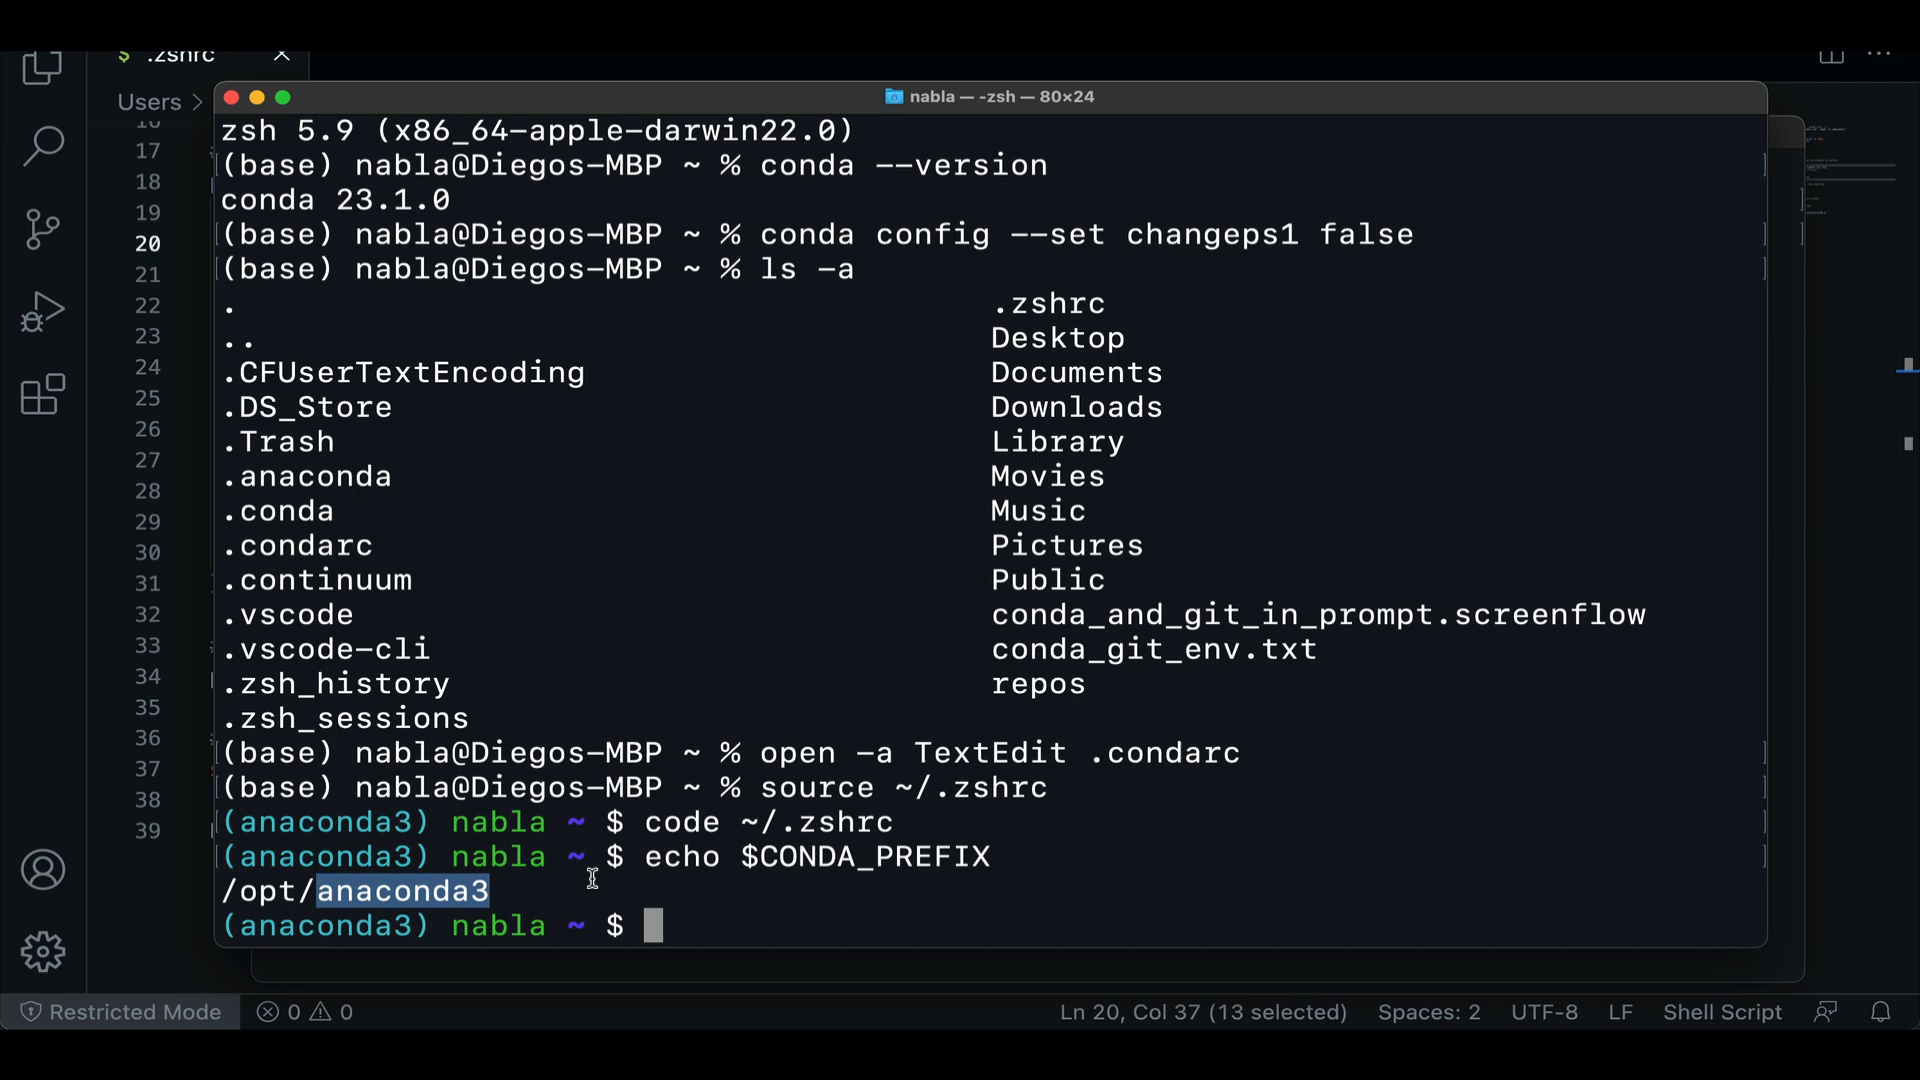 $ .zshrc
Users >
nabla — -zsh — 80×24
16
17
18
19
20
21
22
23
24
25
26
27
28
29
30
31
32
33
34
35
36
37
38
39
zsh 5.9 (x86_64-apple-darwin22.0)
(base) nabla@Diegos-MBP ~ % conda --version
conda 23.1.0
(base) nabla@Diegos-MBP ~ % conda config --set changeps1 false
(base) nabla@Diegos-MBP ~ % ls -a
. .zshrc
.. Desktop
.CFUserTextEncoding Documents
.DS_Store Downloads
.Trash Library
.anaconda Movies
.conda Music
.condarc Pictures
.continuum Public
.vscode conda_and_git_in_prompt.screenflow
.vscode-cli conda_git_env.txt
.zsh_history repos
.zsh_sessions
(base) nabla@Diegos-MBP ~ % open -a TextEdit .condarc
(base) nabla@Diegos-MBP ~ % source ~/.zshrc
(anaconda3) nabla ~ $ code ~/.zshrc
(anaconda3) nabla ~ $ echo $CONDA_PREFIX
/opt/anaconda3
(anaconda3) nabla ~ $
Restricted Mode 0 0 Ln 20, Col 37 (13 selected) Spaces: 2 UTF-8 LF Shell Script